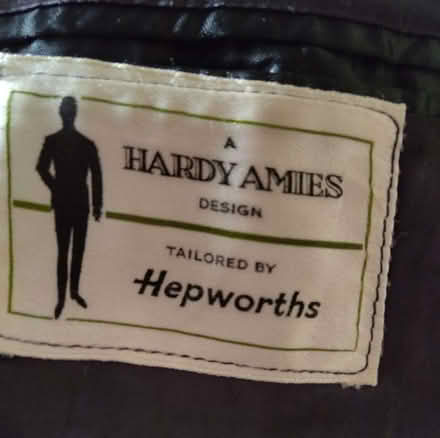 A
HARDY AMIES
DESIGN
TAILORED BY
Hepworths